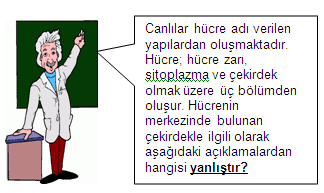 Canlılar hücre adı verilen
yapılardan oluşmaktadır.
Hücre; hücre zarı,
sitoplazma ve çekirdek
olmak üzere üç bölümden
oluşur. Hücrenin
merkezinde bulunan
çekirdekle ilgili olarak
aşağıdaki açıklamalardan
hangisi yanlıştır?